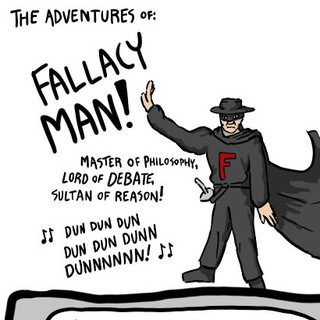 THE ADVENTURES OF:
FALLACY
MAN!
MASTER OF PHILOSOPHY,
LORD OF DEBATE,
SULTAN OF REASON!
F
♪♪ DUN DUN DUN
DUN DUN DUNN
DUNNNNNN! ♪♪